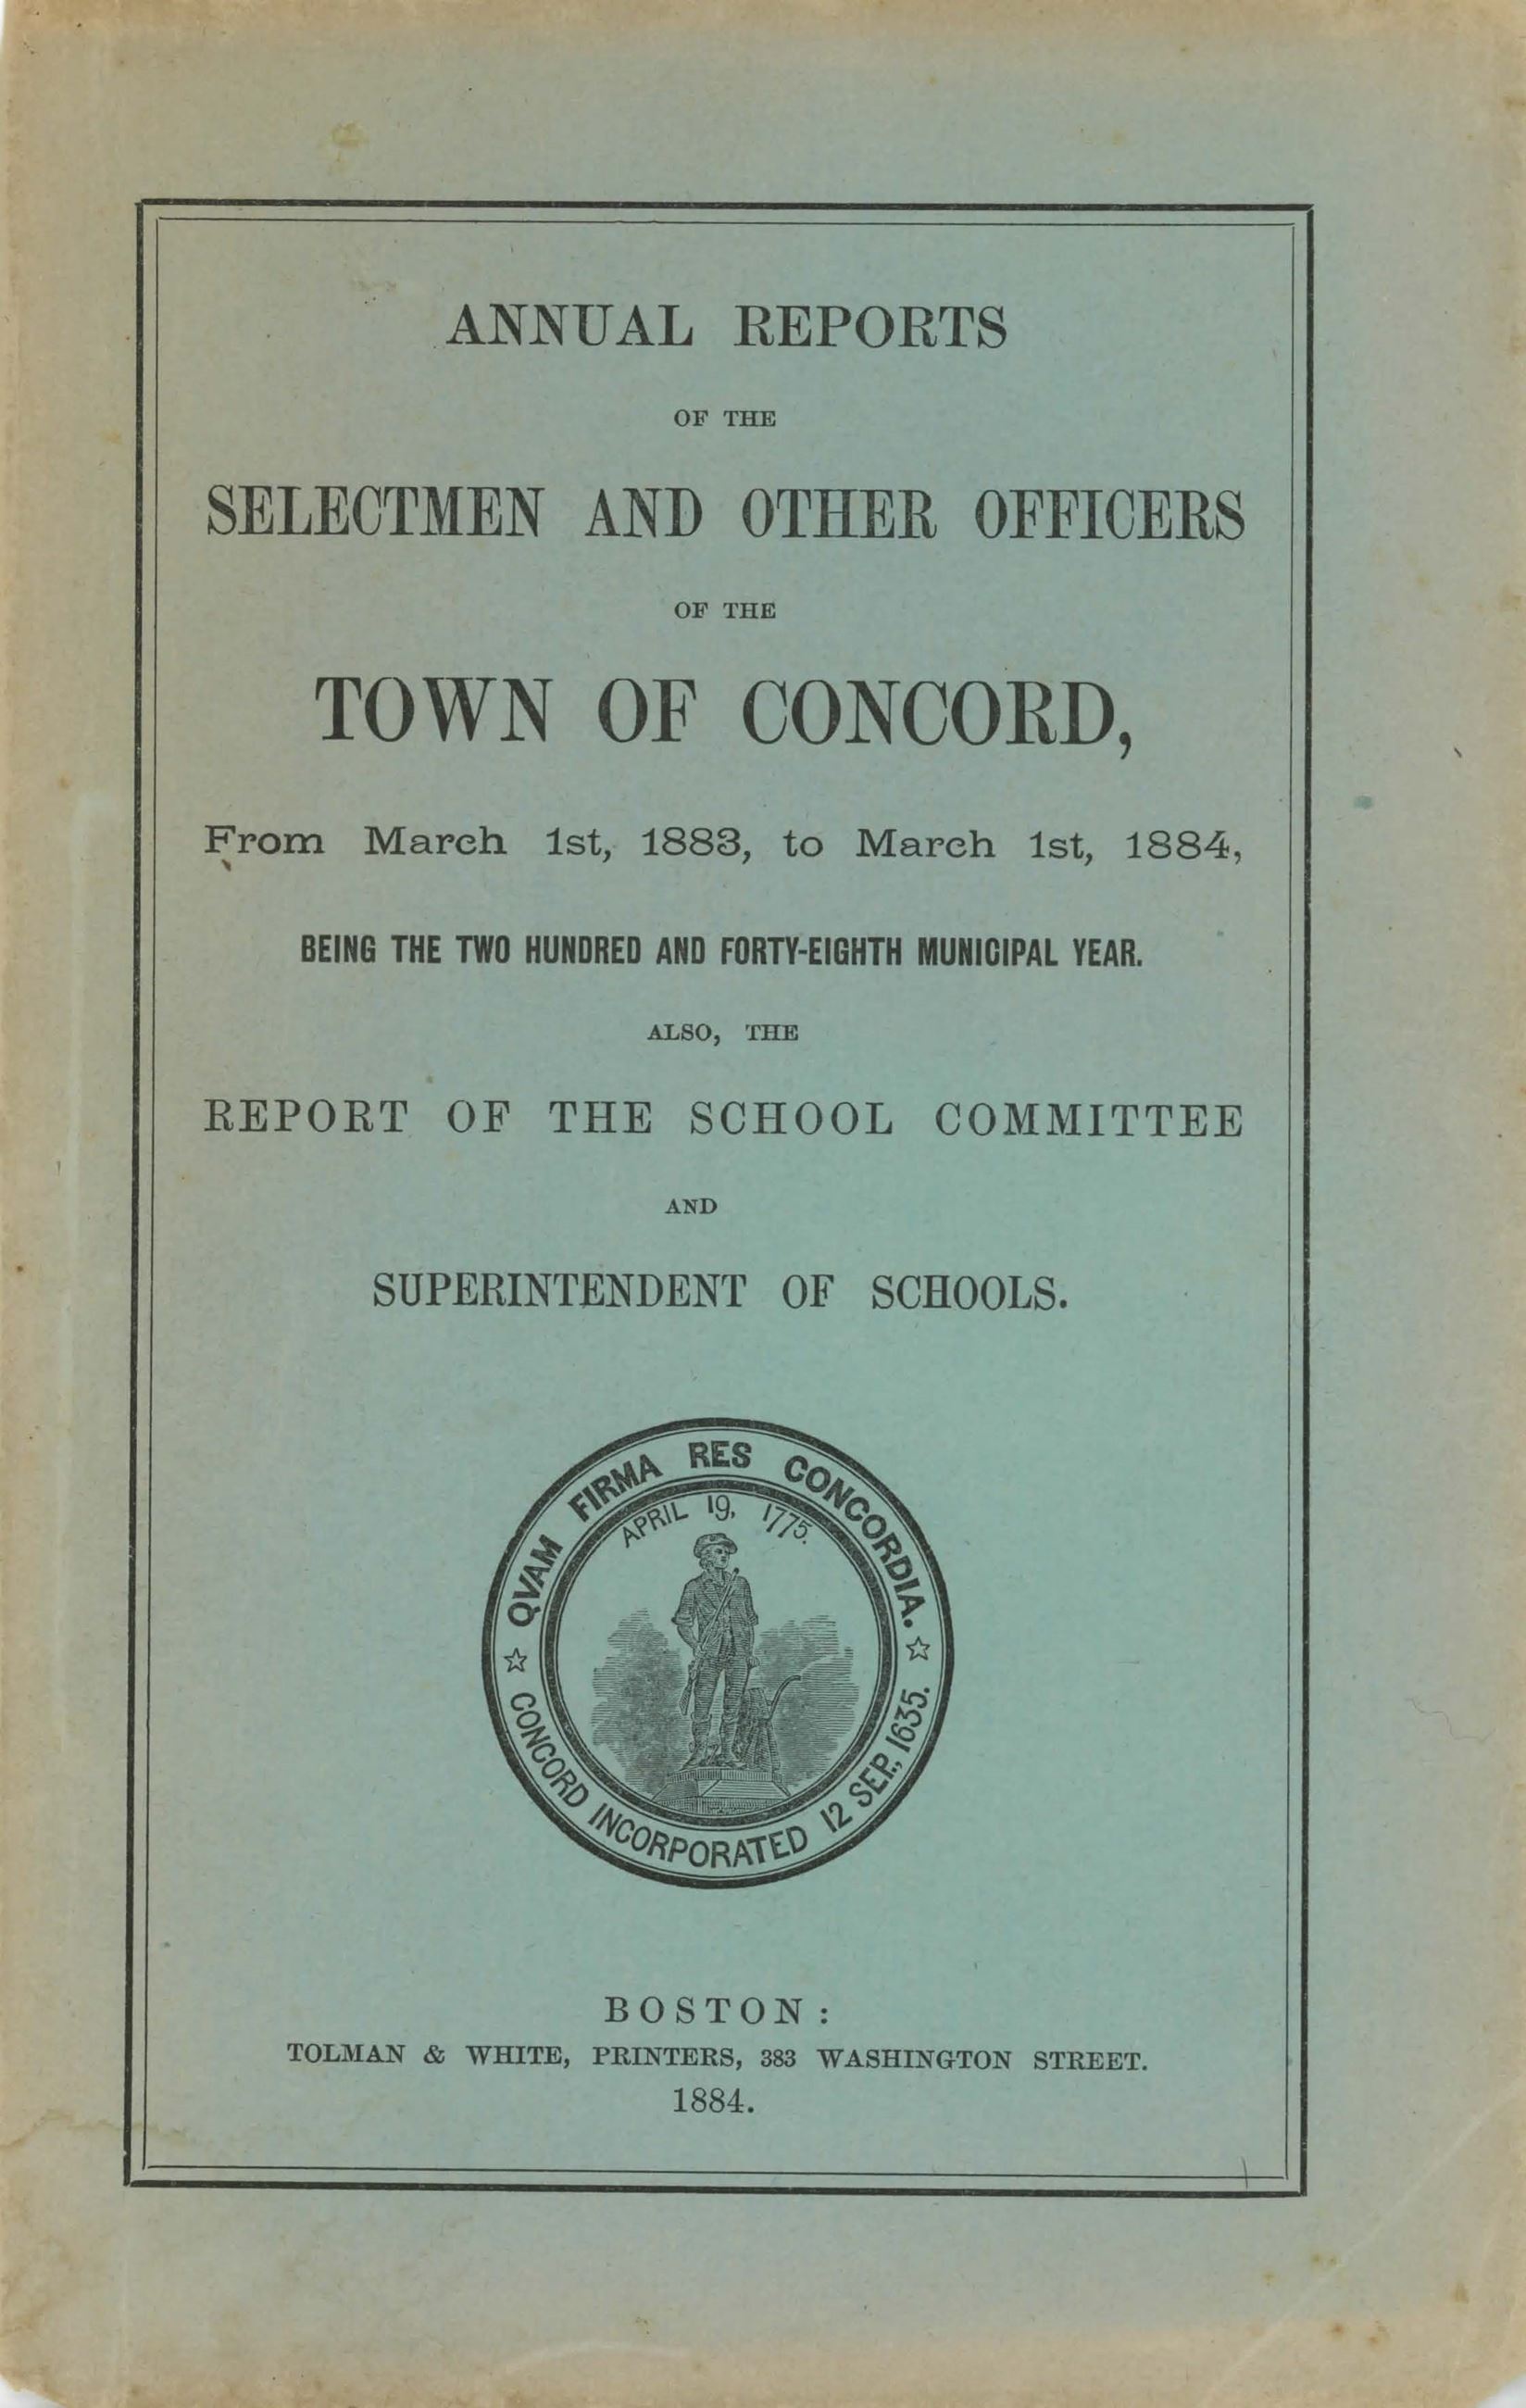 ANNUAL REPORTS
OF THE
SELECTMEN AND OTHER OFFICERS
OF THE
TOWN OF CONCORD,
From March 1st, 1883, to March 1st, 1884,
BEING THE TWO HUNDRED AND FORTY-EIGHTH MUNICIPAL YEAR.
ALSO, THE
REPORT OF THE SCHOOL COMMITTEE
AND
SUPERINTENDENT OF SCHOOLS.
QVAM FIRMA RES CONCORDIA.
APRIL 19, 1775.
☆ CONCORD INCORPORATED 12 SEP., 1635. ☆
BOSTON:
TOLMAN & WHITE, PRINTERS, 383 WASHINGTON STREET.
1884.